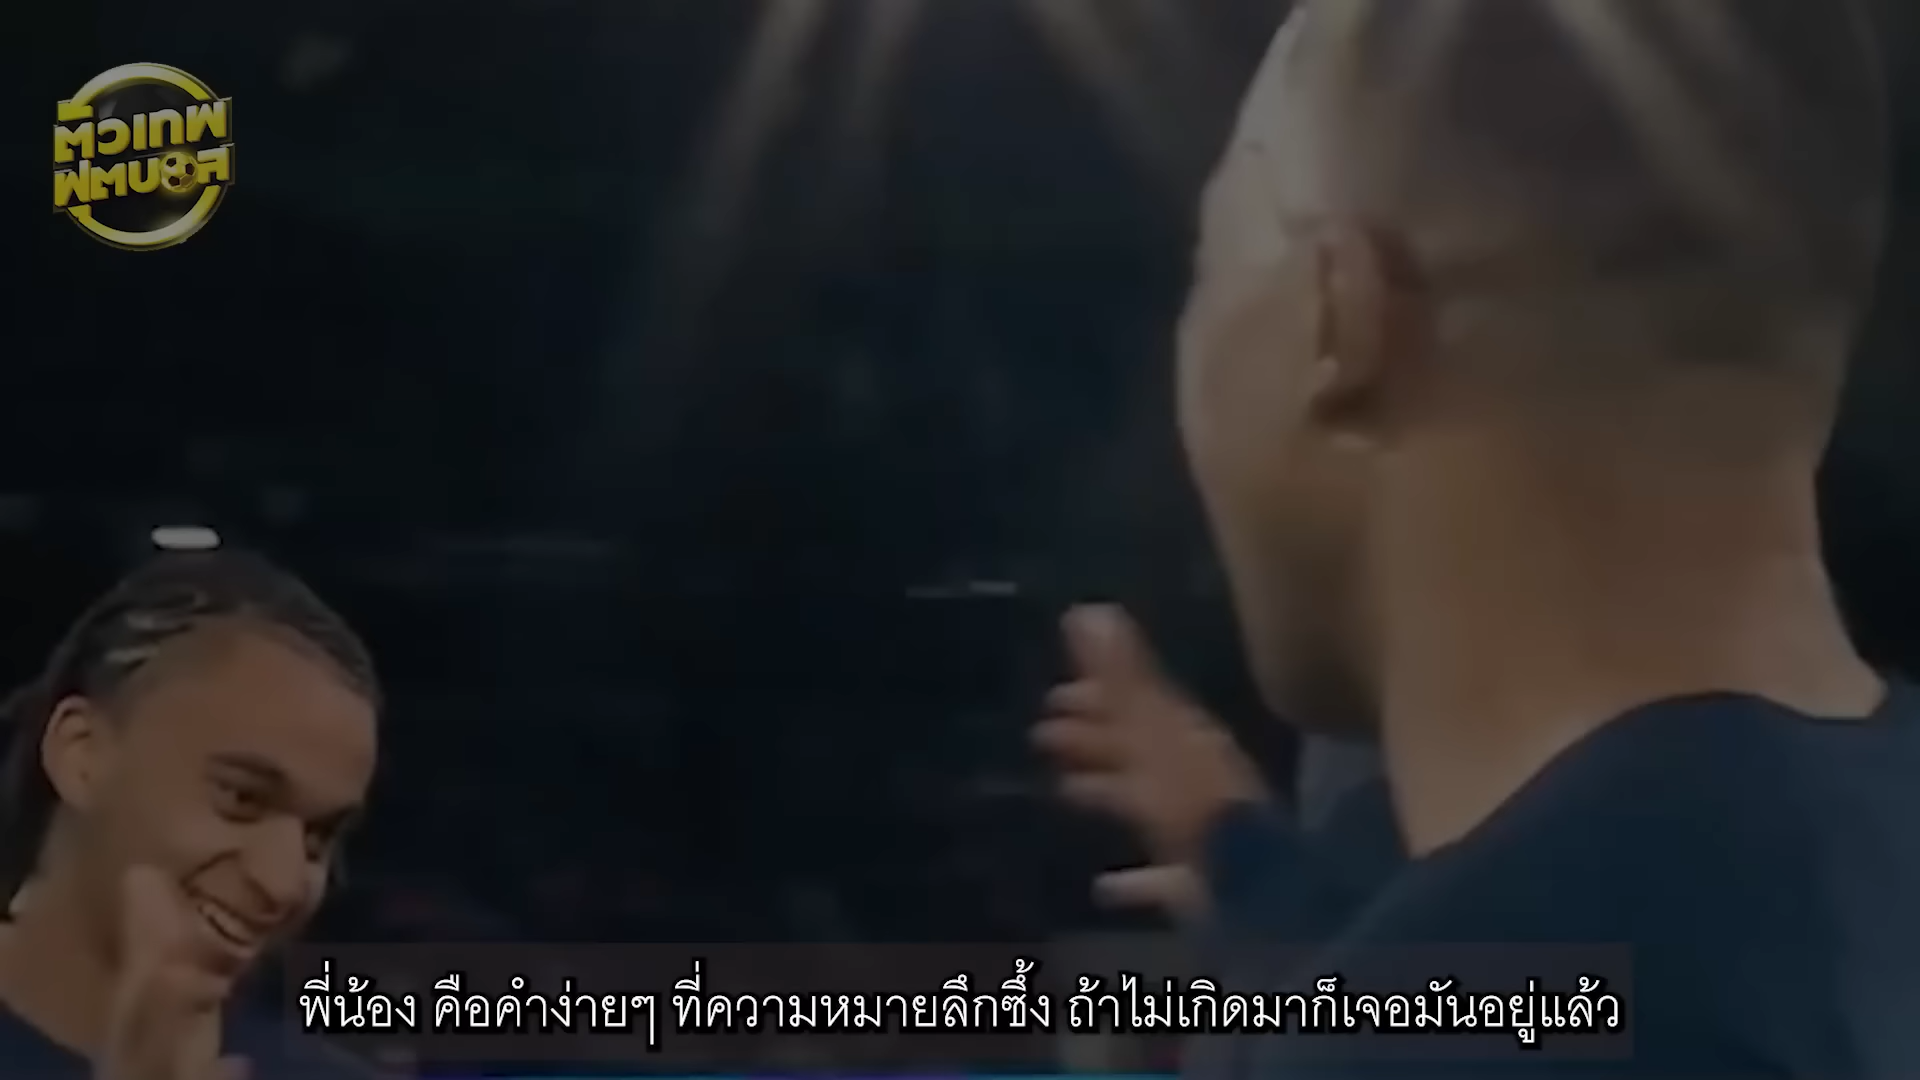 ตัวเทพ
ฟุตบอล
พี่น้อง คือคำง่ายๆ ที่ความหมายลึกซึ้ง ถ้าไม่เกิดมาก็เจอมันอยู่แล้ว